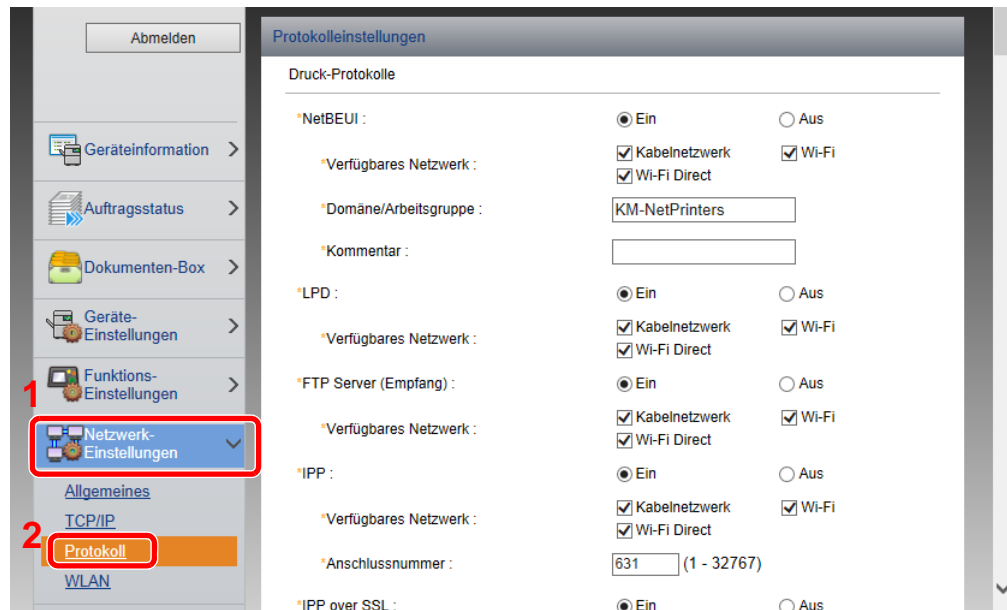 Abmelden
Geräteinformation
Auftragsstatus
Dokumenten-Box
Geräte-
Einstellungen
Funktions-
Einstellungen
1
Netzwerk-
Einstellungen
Allgemeines
TCP/IP
2
Protokoll
WLAN
Protokolleinstellungen
Druck-Protokolle
*NetBEUI : Ein Aus
*Verfügbares Netzwerk : Kabelnetzwerk Wi-Fi
Wi-Fi Direct
*Domäne/Arbeitsgruppe : KM-NetPrinters
*Kommentar :
*LPD : Ein Aus
*Verfügbares Netzwerk : Kabelnetzwerk Wi-Fi
Wi-Fi Direct
*FTP Server (Empfang) : Ein Aus
*Verfügbares Netzwerk : Kabelnetzwerk Wi-Fi
Wi-Fi Direct
*IPP : Ein Aus
*Verfügbares Netzwerk : Kabelnetzwerk Wi-Fi
Wi-Fi Direct
*Anschlussnummer : 631 (1 - 32767)
*IPP over SSL : Ein Aus